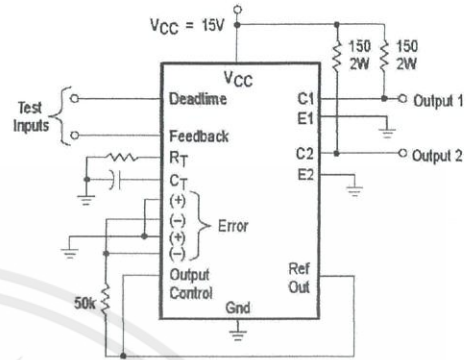 VCC = 15V
150
2W
150
2W
VCC
Test
Inputs
Deadtime
Feedback
RT
CT
(+)
(−)
(+)
(−)
Error
Output
Control
Gnd
C1
E1
C2
E2
Ref
Out
Output 1
Output 2
50k